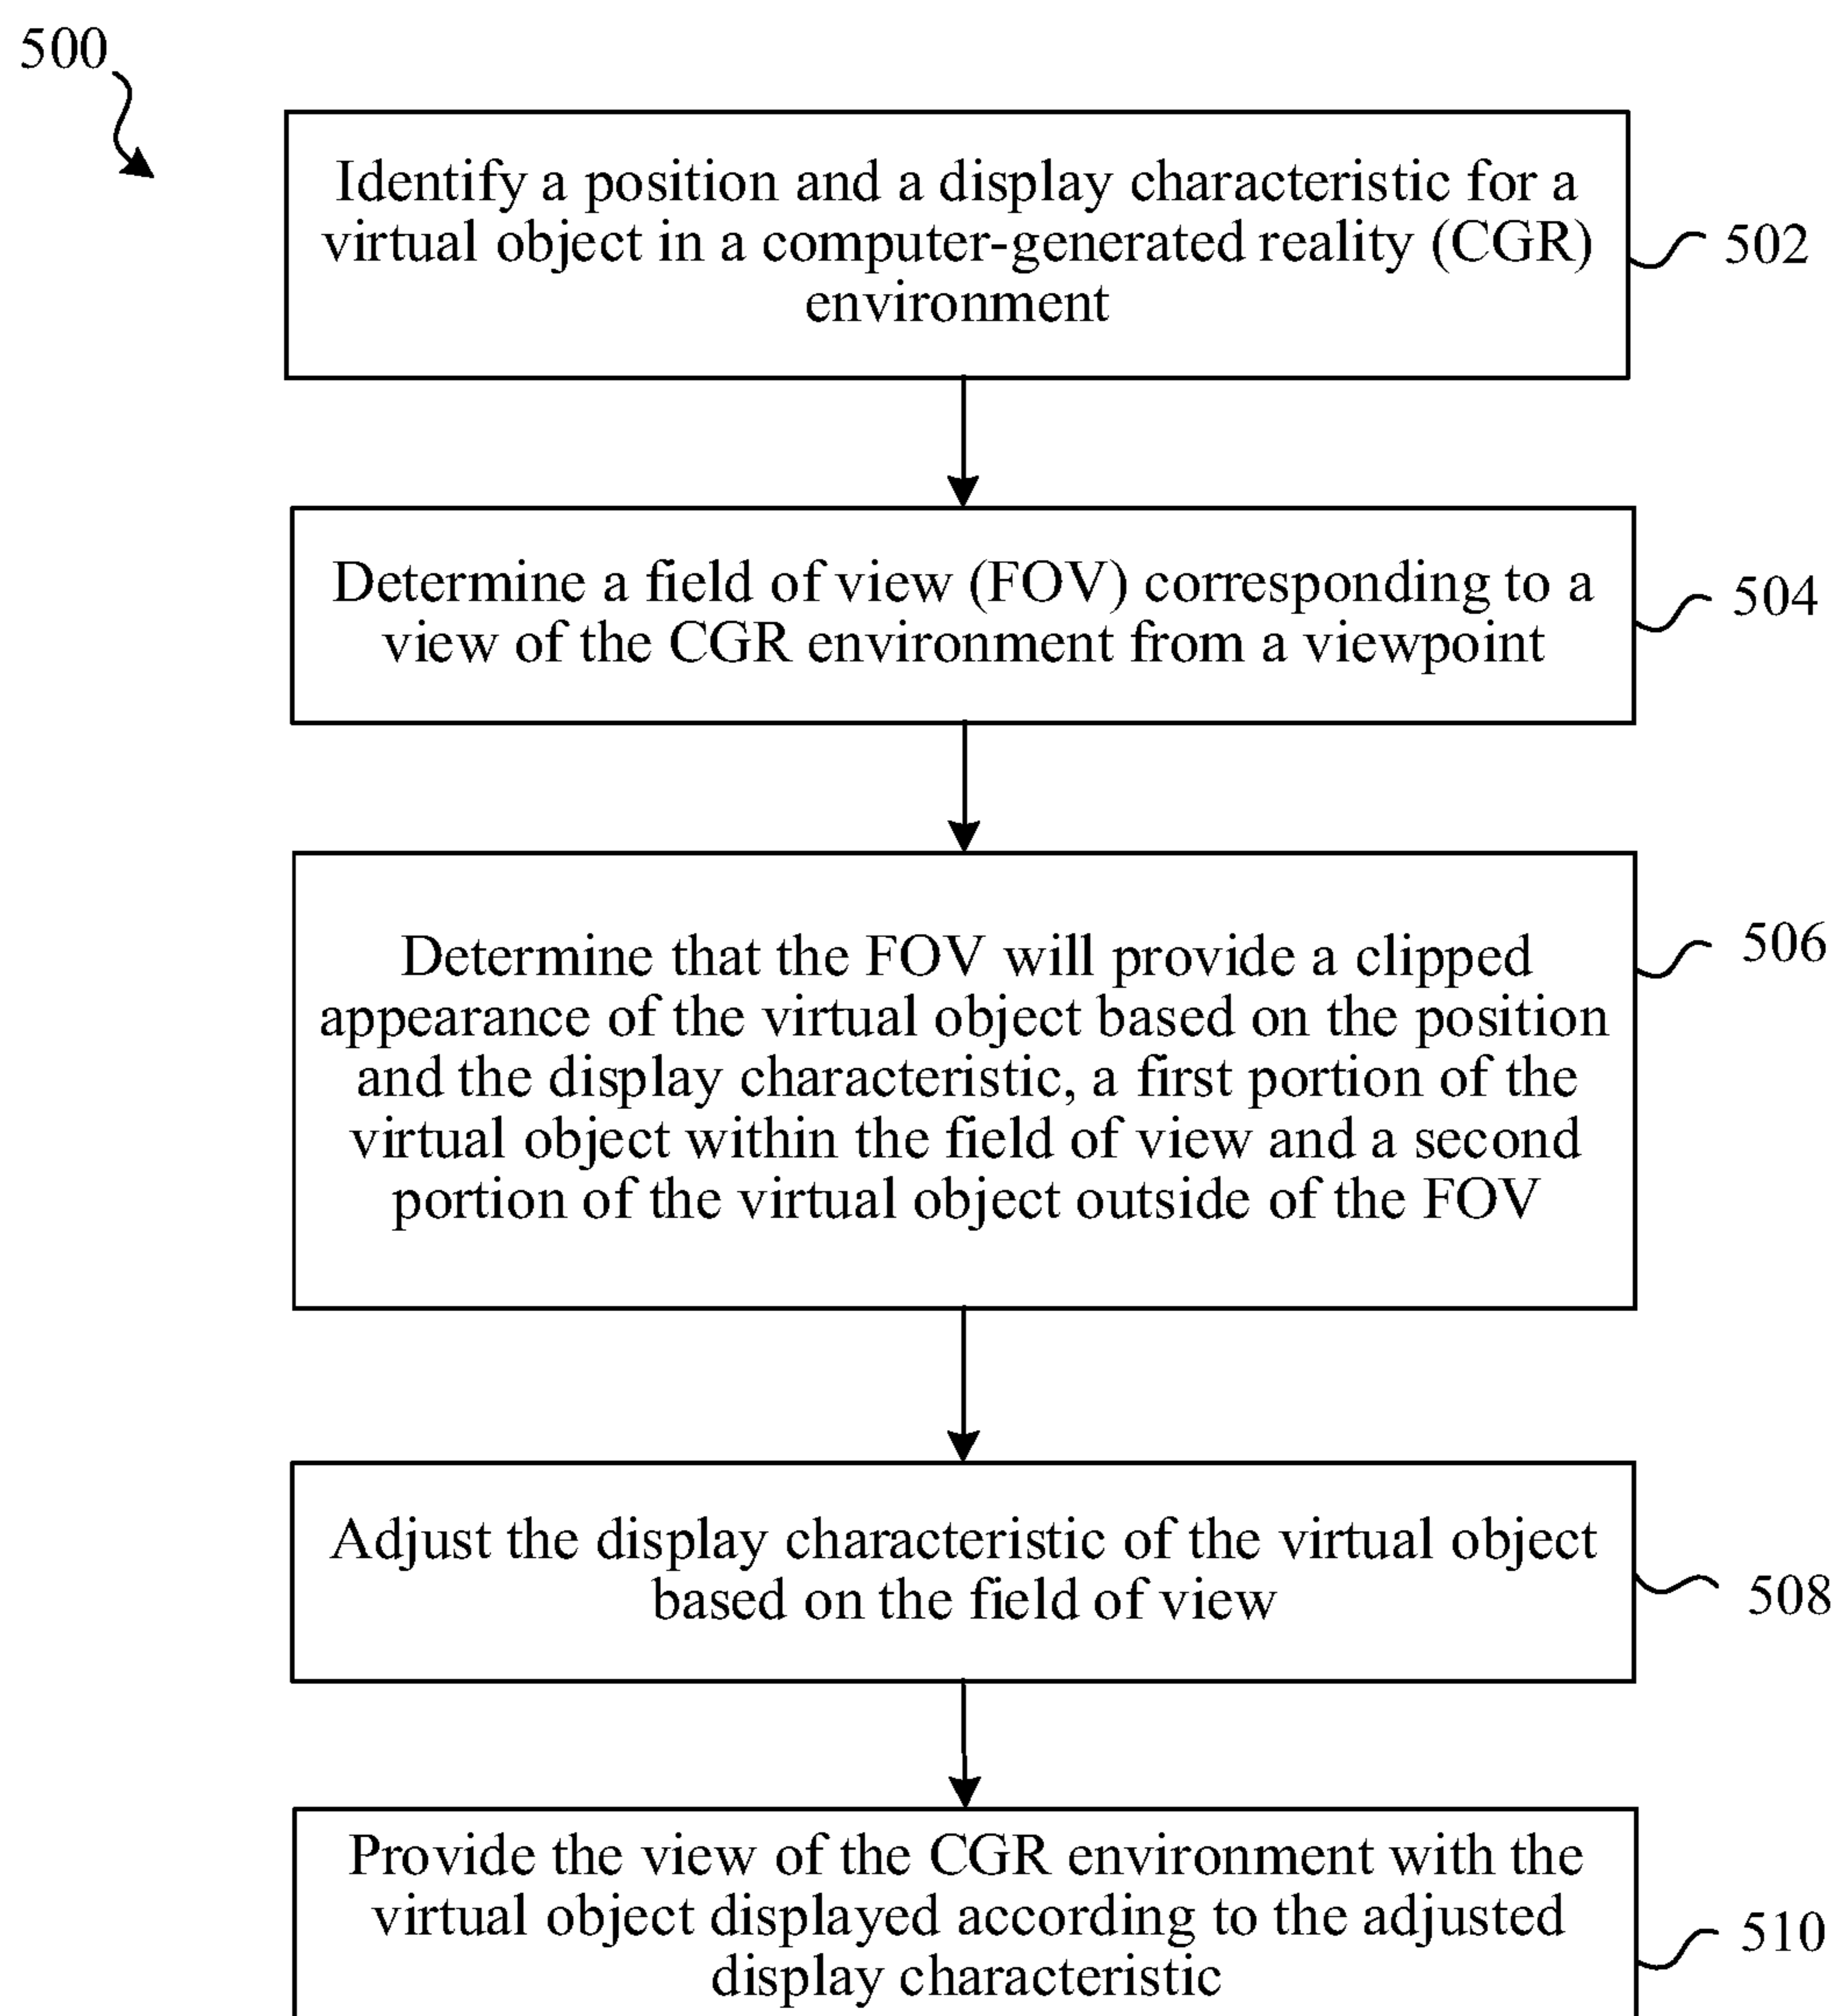 500
Identify a position and a display characteristic for a
virtual object in a computer-generated reality (CGR)
environment
502
Determine a field of view (FOV) corresponding to a
view of the CGR environment from a viewpoint
504
Determine that the FOV will provide a clipped
appearance of the virtual object based on the position
and the display characteristic, a first portion of the
virtual object within the field of view and a second
portion of the virtual object outside of the FOV
506
Adjust the display characteristic of the virtual object
based on the field of view
508
Provide the view of the CGR environment with the
virtual object displayed according to the adjusted
display characteristic
510